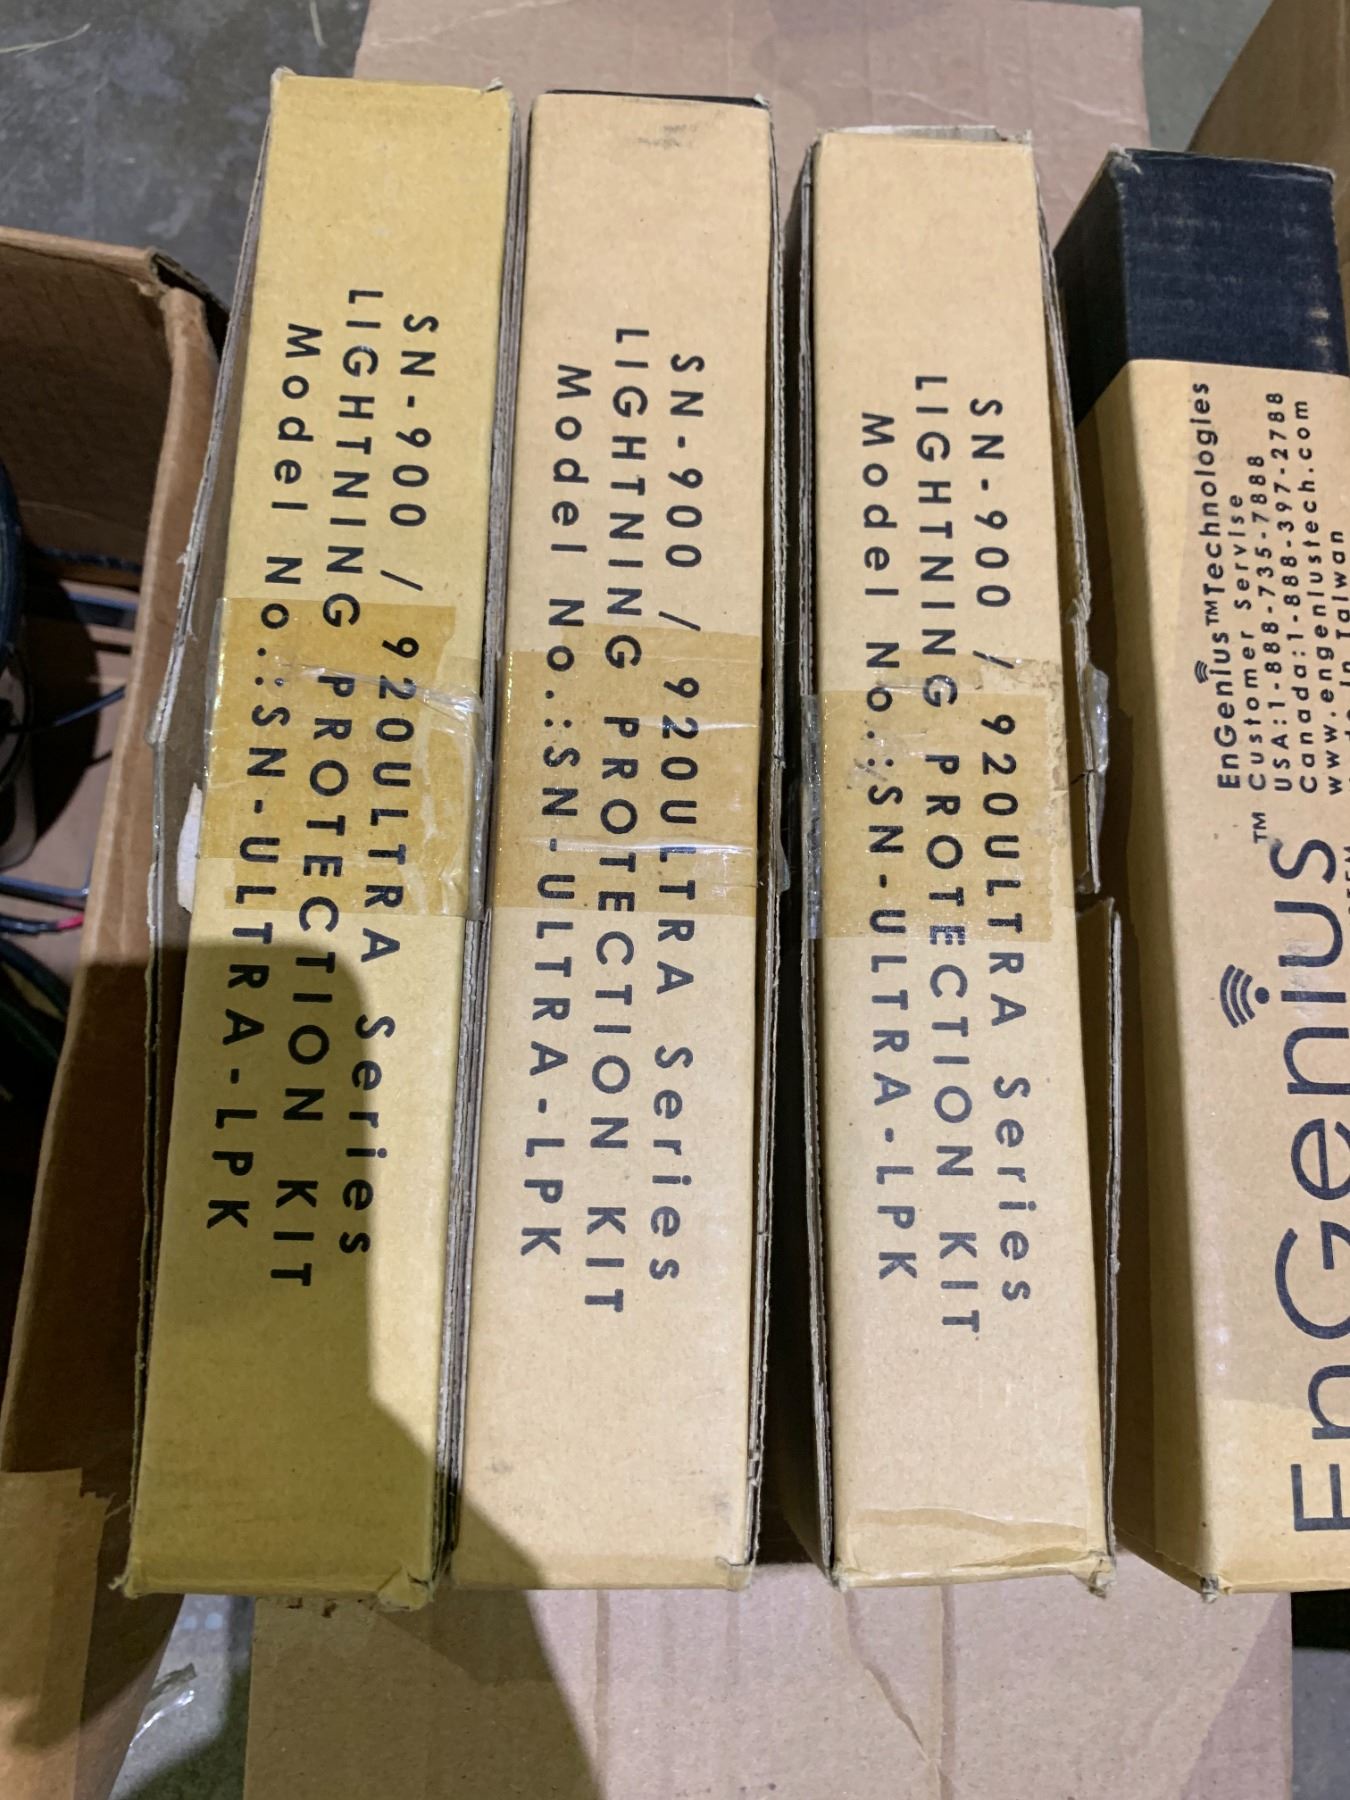 SN-900 / 920ULTRA Series
LIGHTNING PROTECTION KIT
Model No.:SN-ULTRA-LPK
SN-900 / 920ULTRA Series
LIGHTNING PROTECTION KIT
Model No.:SN-ULTRA-LPK
SN-900 / 920ULTRA Series
LIGHTNING PROTECTION KIT
Model No.:SN-ULTRA-LPK
EnGenius™
EnGenius™Technologies
Customer Servise
USA:1-888-735-7888
Canada:1-888-397-2788
www.engeniustech.com
in Taiwan